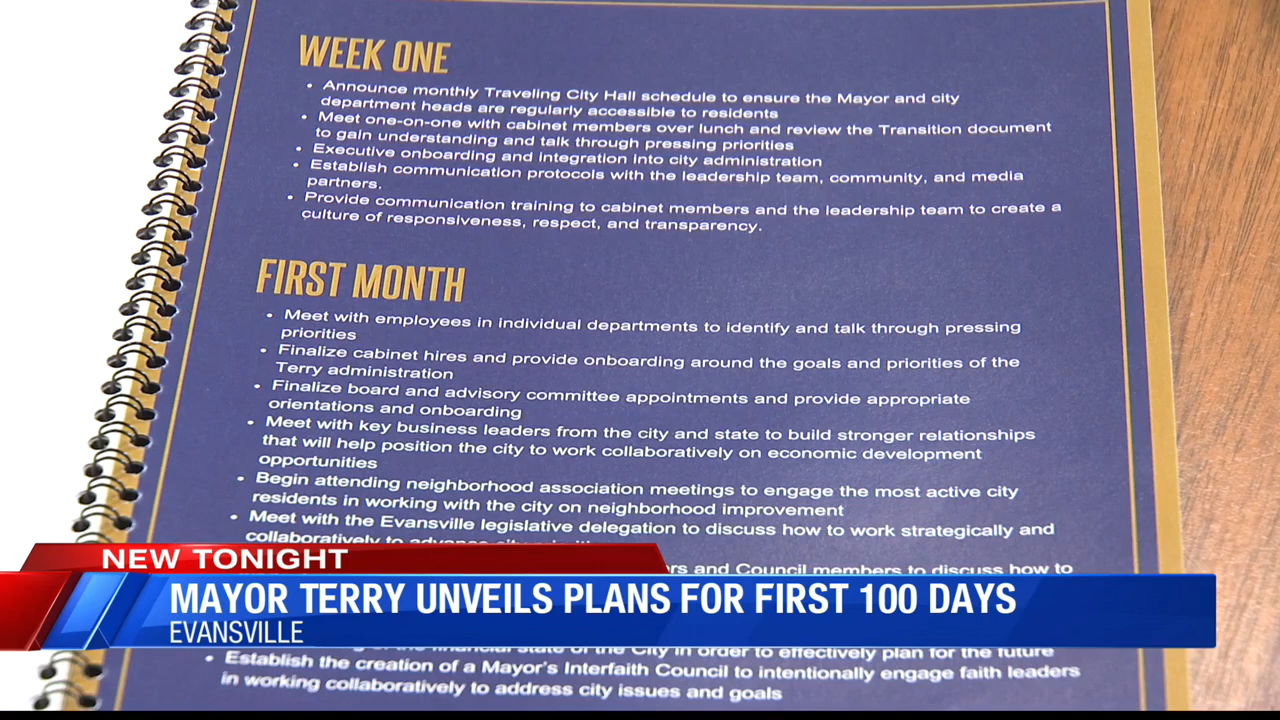 WEEK ONE
• Announce monthly Traveling City Hall schedule to ensure the Mayor and city
department heads are regularly accessible to residents
• Meet one-on-one with cabinet members over lunch and review the Transition document
to gain understanding and talk through pressing priorities
• Executive onboarding and integration into city administration
• Establish communication protocols with the leadership team, community, and media
partners.
• Provide communication training to cabinet members and the leadership team to create a
culture of responsiveness, respect, and transparency.
FIRST MONTH
• Meet with employees in individual departments to identify and talk through pressing
priorities
• Finalize cabinet hires and provide onboarding around the goals and priorities of the
Terry administration
• Finalize board and advisory committee appointments and provide appropriate
orientations and onboarding
• Meet with key business leaders from the city and state to build stronger relationships
that will help position the city to work collaboratively on economic development
opportunities
• Begin attending neighborhood association meetings to engage the most active city
residents in working with the city on neighborhood improvement
• Meet with the Evansville legislative delegation to discuss how to work strategically and
collaboratively to advance
and Council members to discuss how to
NEW TONIGHT
MAYOR TERRY UNVEILS PLANS FOR FIRST 100 DAYS
EVANSVILLE
of the financial state of the City in order to effectively plan for the future
• Establish the creation of a Mayor's Interfaith Council to intentionally engage faith leaders
in working collaboratively to address city issues and goals